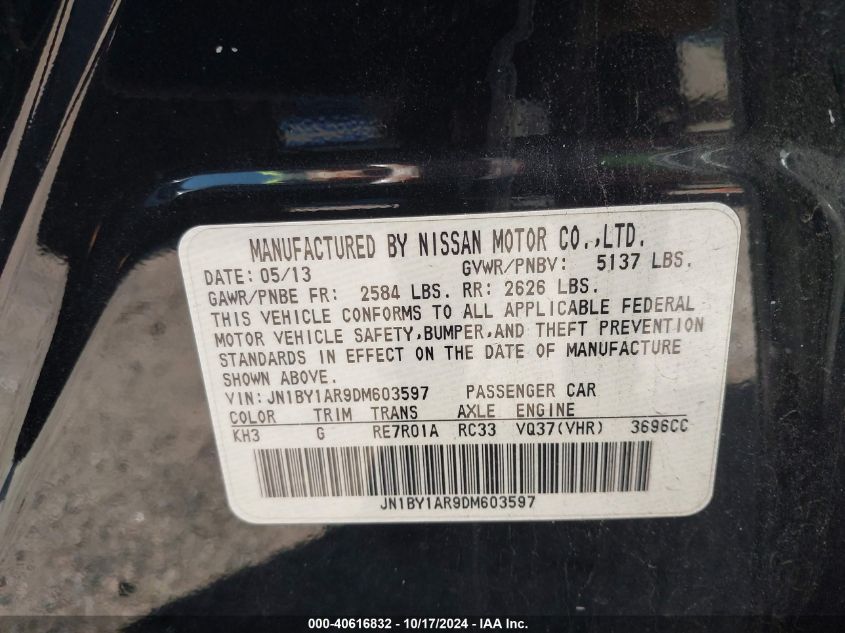 MANUFACTURED BY NISSAN MOTOR CO.,LTD.
DATE: 05/13 GVWR/PNBV: 5137 LBS.
GAWR/PNBE FR: 2584 LBS. RR: 2626 LBS.
THIS VEHICLE CONFORMS TO ALL APPLICABLE FEDERAL
MOTOR VEHICLE SAFETY,BUMPER,AND THEFT PREVENTION
STANDARDS IN EFFECT ON THE DATE OF MANUFACTURE
SHOWN ABOVE.
VIN: JN1BY1AR9DM603597 PASSENGER CAR
COLOR TRIM TRANS AXLE ENGINE
KH3 G RE7R01A RC33 VQ37(VHR) 3696CC
JN1BY1AR9DM603597
000-40616832 - 10/17/2024 - IAA Inc.